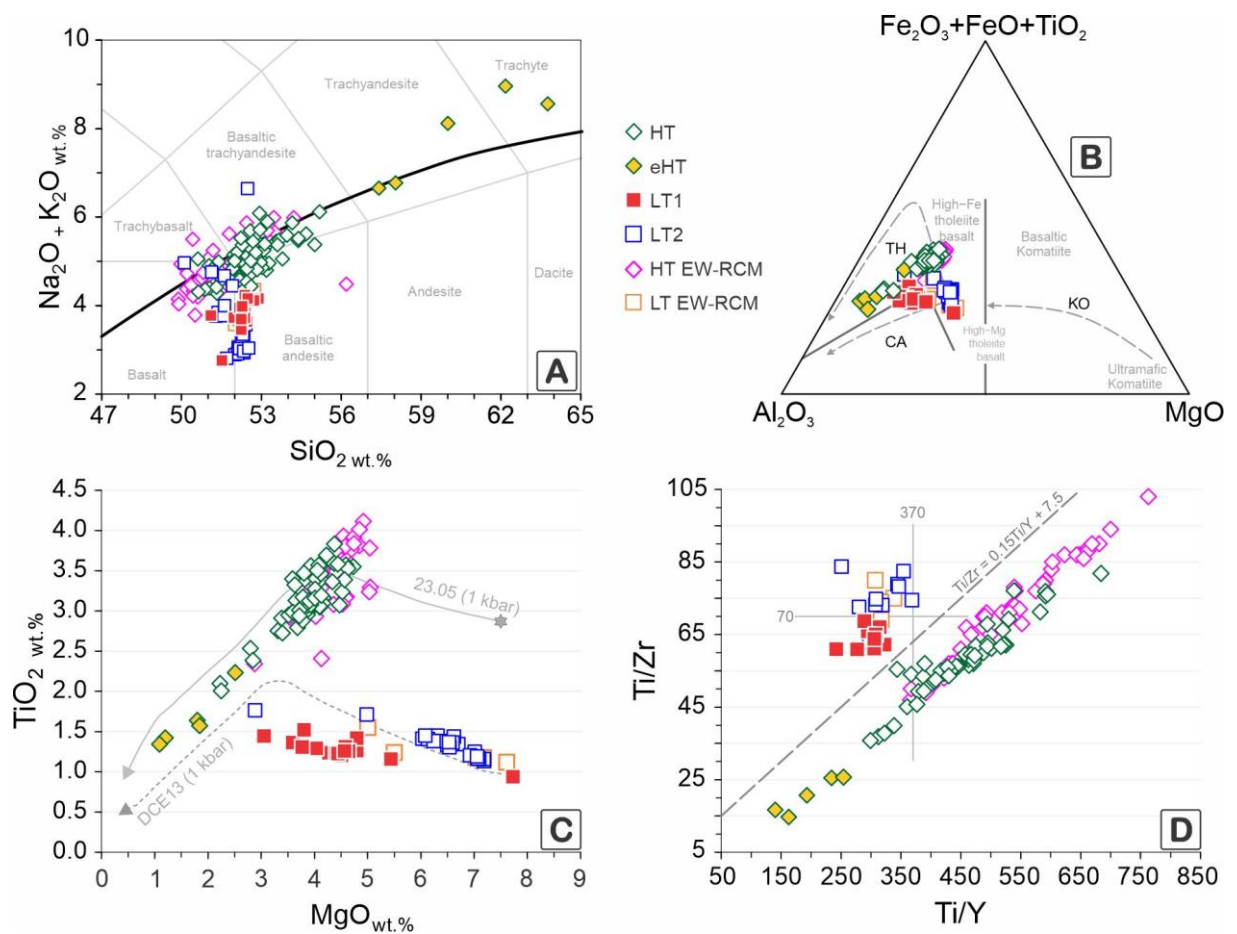 10
8
6
4
2
Na₂O + K₂O wt.%
47
50
53
56
59
62
65
SiO₂ wt.%
Trachyte
Trachyandesite
Basaltic
trachyandesite
Trachybasalt
Dacite
Andesite
Basaltic
andesite
Basalt
A
HT
eHT
LT1
LT2
HT EW-RCM
LT EW-RCM
Fe₂O₃+FeO+TiO₂
B
High-Fe
tholeiite
basalt
TH
Basaltic
Komatiite
KO
CA
High-Mg
tholeiite
basalt
Ultramafic
Komatiite
Al₂O₃
MgO
4.5
4.0
3.5
3.0
2.5
2.0
1.5
1.0
0.5
0.0
TiO₂ wt.%
23.05 (1 kbar)
DCE13 (1 kbar)
C
0
1
2
3
4
5
6
7
8
9
MgO wt.%
105
85
65
45
25
5
Ti/Zr
370
Ti/Zr = 0.15Ti/Y + 7.5
70
D
50
150
250
350
450
550
650
750
850
Ti/Y